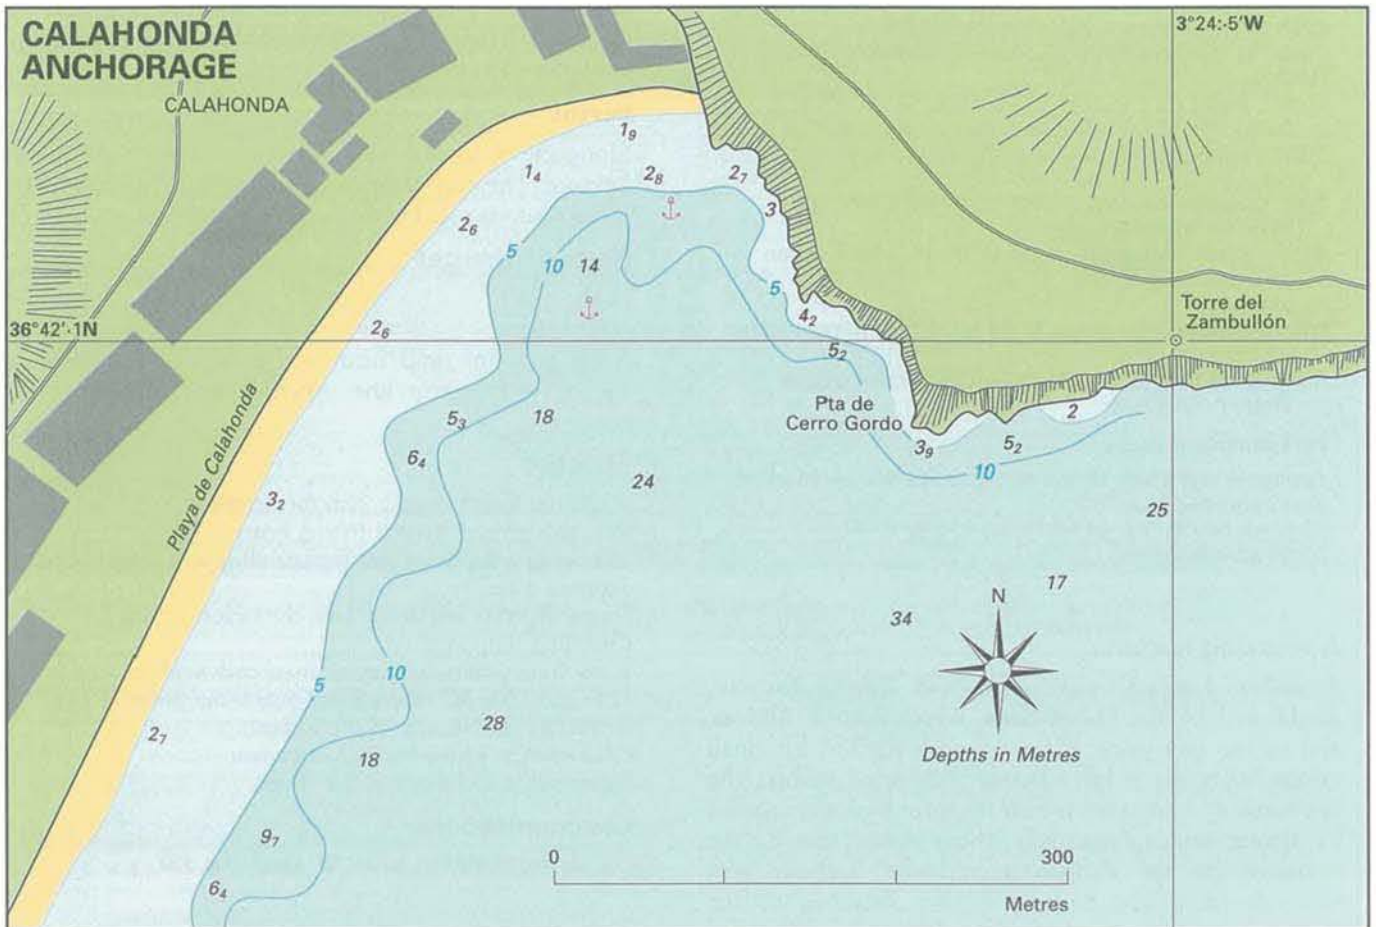 CALAHONDA
ANCHORAGE
3°24:·5'W
CALAHONDA
1₉
1₄
2₈
2₇
3
2₆
5
10
14
5
4₂
Torre del
Zambullón
36°42'·1N
2₆
5₂
Pta de
Cerro Gordo
2
5₃
18
3₉
5₂
6₄
10
24
Playa de Calahonda
3₂
25
17
N
34
5
10
28
2₇
18
Depths in Metres
9₇
6₄
0 300
Metres